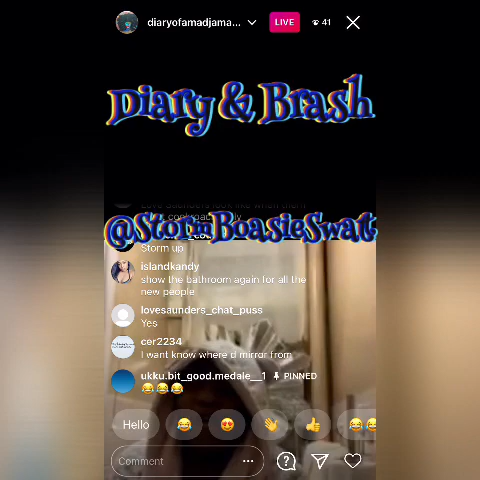 diaryofamadjama...
LIVE
41
Diary & Brash
@StormBoasieSwat
Storm up
islandkandy
show the bathroom again for all the
new people
lovesaunders_chat_puss
Yes
cer2234
I want know where d mirror from
ukku.bit_good.medale__1 PINNED
😂😂😂
Hello 😂 😍 👋 👍 😂😂
Comment ...